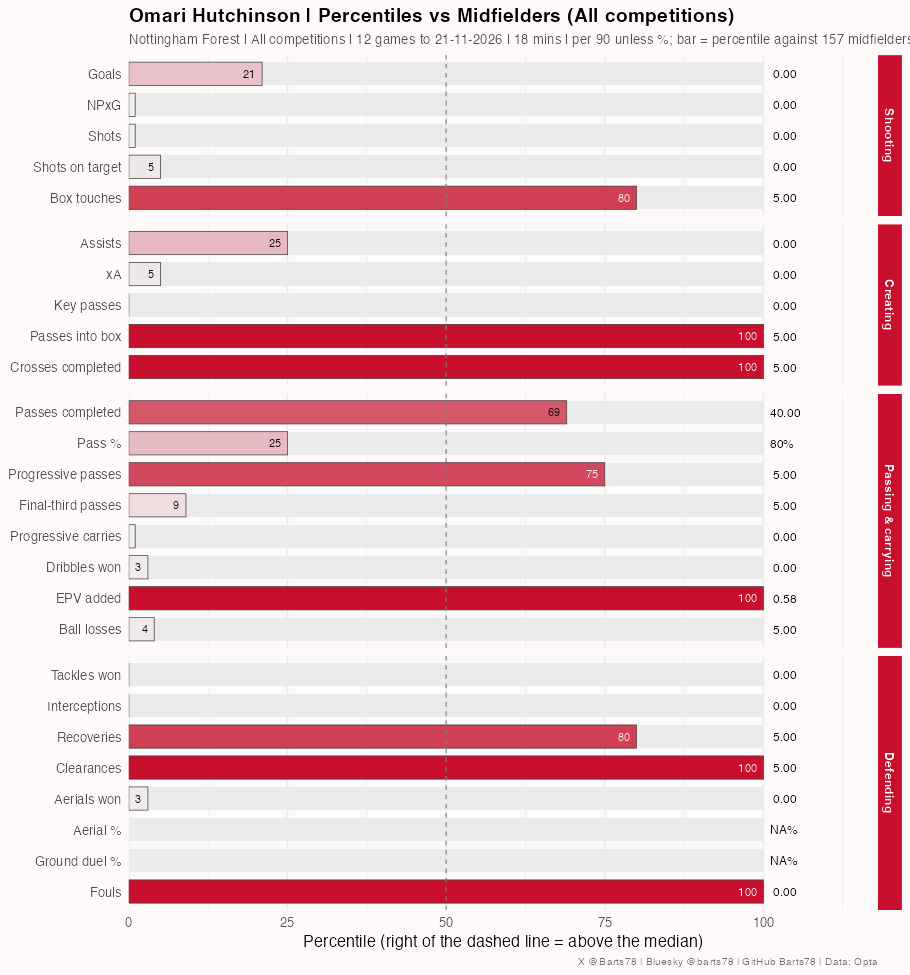 Omari Hutchinson | Percentiles vs Midfielders (All competitions)
Nottingham Forest | All competitions | 12 games to 21-11-2026 | 18 mins | per 90 unless %; bar = percentile against 157 midfielders
Shooting
Goals 21 0.00
NPxG 0.00
Shots 0.00
Shots on target 5 0.00
Box touches 80 5.00
Creating
Assists 25 0.00
xA 5 0.00
Key passes 0.00
Passes into box 100 5.00
Crosses completed 100 5.00
Passing & carrying
Passes completed 69 40.00
Pass % 25 80%
Progressive passes 75 5.00
Final-third passes 9 5.00
Progressive carries 0.00
Dribbles won 3 0.00
EPV added 100 0.58
Ball losses 4 5.00
Defending
Tackles won 0.00
Interceptions 0.00
Recoveries 80 5.00
Clearances 100 5.00
Aerials won 3 0.00
Aerial % NA%
Ground duel % NA%
Fouls 100 0.00
0 25 50 75 100
Percentile (right of the dashed line = above the median)
X @Barts78 | Bluesky @barts78 | GitHub Barts78 | Data: Opta